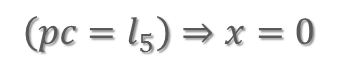 (pc = l₅) ⇒ x = 0